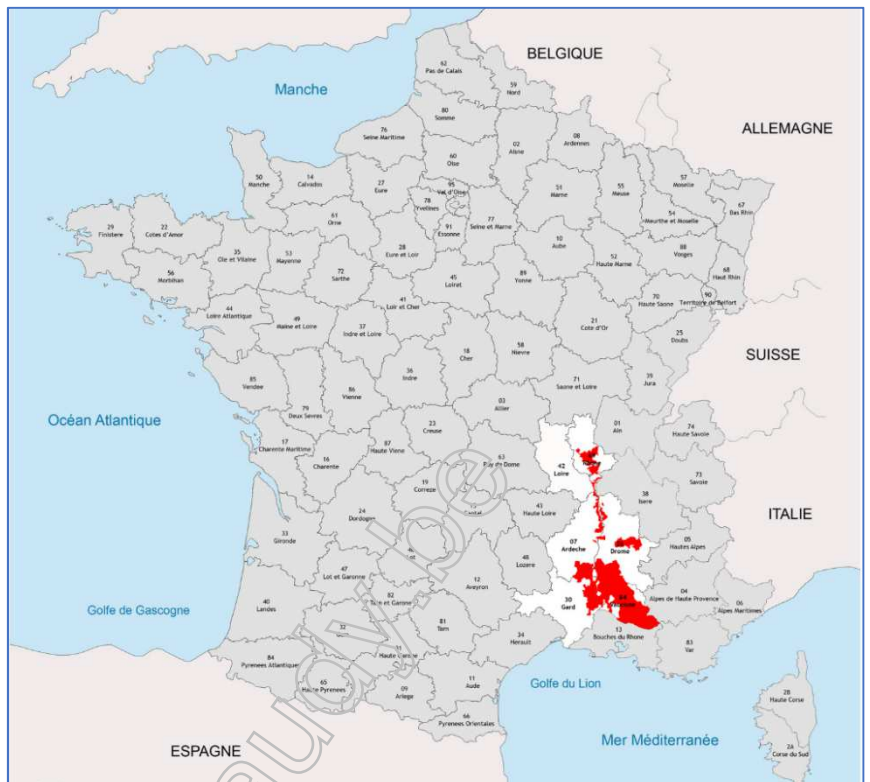 BELGIQUE
62
Pas de Calais
59
Nord
Manche
80
Somme
ALLEMAGNE
76
Seine Maritime
02
Aisne
08
Ardennes
60
Oise
57
Moselle
50
Manche
14
Calvados
27
Eure
95
Val d'Oise
51
Marne
55
Meuse
67
Bas Rhin
78
Yvelines
54
Meurthe et Moselle
61
Orne
91
Essonne
77
Seine et Marne
29
Finistere
22
Cotes d'Amor
10
Aube
88
Vosges
35
Ole et Vilaine
53
Mayenne
28
Eure et Loir
52
Haute Marne
68
Haut Rhin
56
Morbihan
72
Sarthe
45
Loiret
89
Yonne
70
Haute Saone
90
Territoire de Belfort
41
Loir et Cher
44
Loire Atlantique
49
Maine et Loire
37
Indre et Loire
21
Cote d'Or
25
Doubs
58
Nievre
18
Cher
SUISSE
36
Indre
85
Vendee
86
Vienne
71
Saone et Loire
39
Jura
79
Deux Sevres
03
Allier
Océan Atlantique
01
Ain
74
Haute Savoie
23
Creuse
17
Charente Maritime
87
Haute Vienne
63
Puy de Dome
42
Loire
16
Charente
73
Savoie
19
Correze
38
Isere
ITALIE
24
Dordogne
15
Cantal
43
Haute Loire
33
Gironde
07
Ardeche
Drome
05
Hautes Alpes
46
Lot
48
Lozere
47
Lot et Garonne
12
Aveyron
04
Alpes de Haute Provence
40
Landes
82
Tarn et Garonne
30
Gard
84
06
Alpes Maritimes
Golfe de Gascogne
81
Tarn
32
34
Herault
13
Bouches du Rhone
83
Var
84
Pyrenees Atlantique
31
Haute Garonne
65
Haute Pyrenees
11
Aude
09
Ariege
Golfe du Lion
2B
Haute Corse
66
Pyrenees Orientales
Mer Méditerranée
2A
Corse du Sud
ESPAGNE